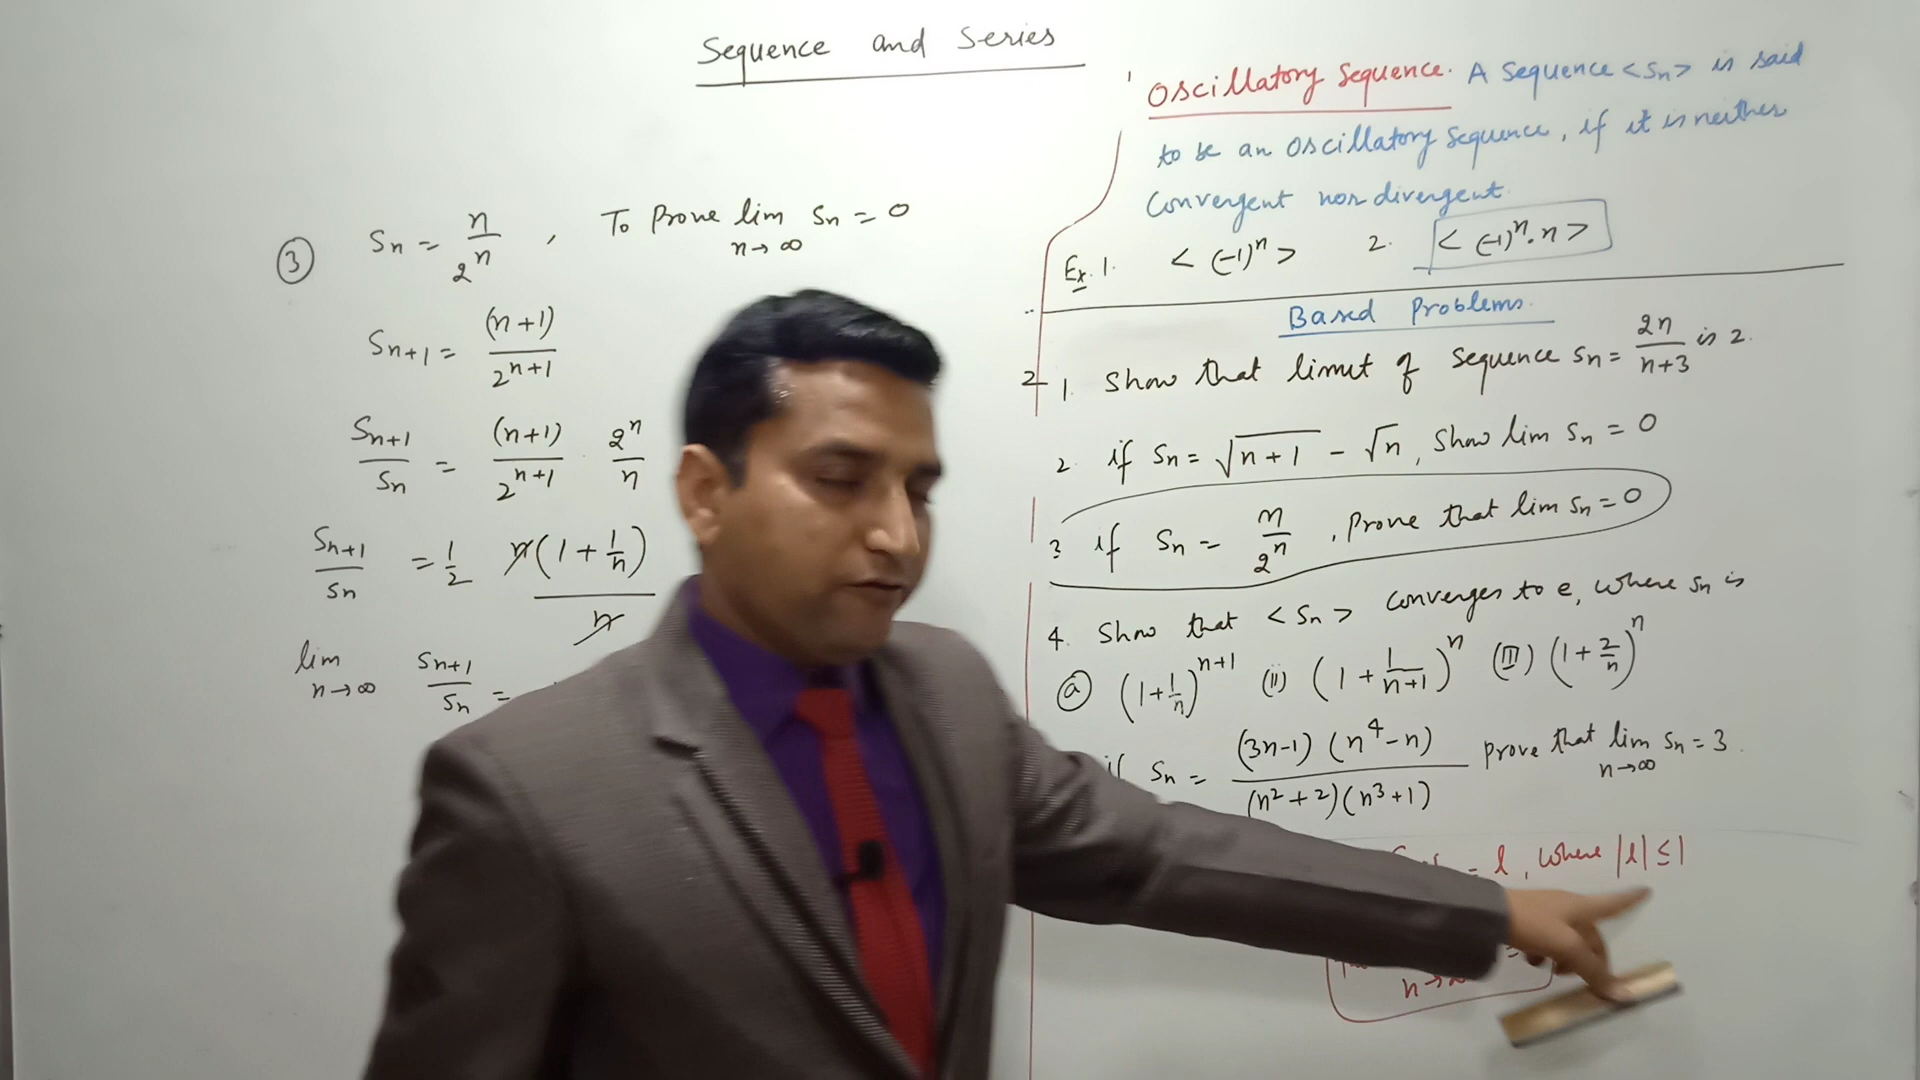 Sequence and Series
③ Sn = n/2^n , To Prove lim n→∞ Sn = 0
Sn+1 = (n+1)/2^(n+1)
Sn+1/Sn = (n+1)/2^(n+1) · 2^n/n
Sn+1/Sn = 1/2 n(1+1/n)/n
lim n→∞ Sn+1/Sn =
Oscillatory Sequence. A Sequence <Sn> is said
to be an Oscillatory Sequence, if it is neither
Convergent nor divergent.
Ex. 1. < (-1)^n > 2. < (-1)^n . n >
Based Problems.
1. Show that limit of sequence Sn = 2n/(n+3) is 2.
2. if Sn = √(n+1) - √n, Show lim Sn = 0
3 if Sn = n/2^n , Prove that lim Sn = 0
4. Show that <Sn> Converges to e, where Sn is
ⓐ (1+1/n)^(n+1) (ii) (1+1/(n+1))^n (III) (1+2/n)^n
if Sn = (3n-1)(n^4-n)/(n^2+2)(n^3+1) prove that lim n→∞ Sn = 3.
= l, where |l| ≤ 1